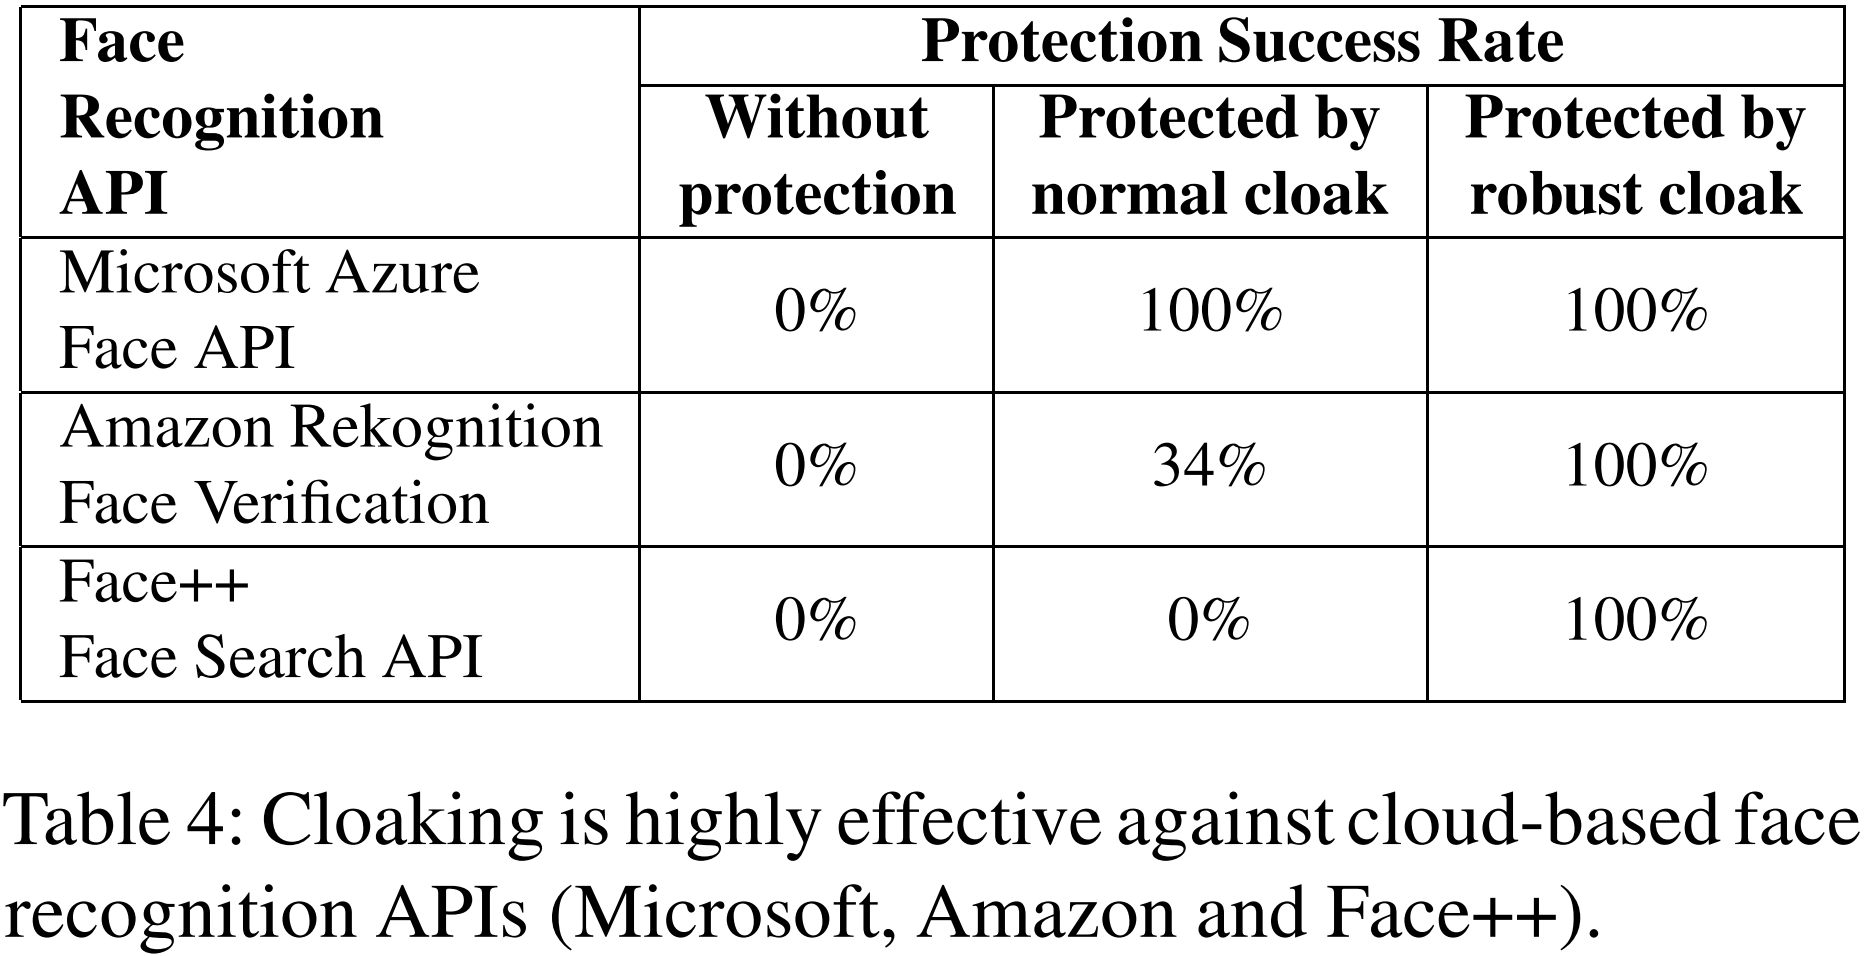 Face
Recognition
API
Protection Success Rate
Without
protection
Protected by
normal cloak
Protected by
robust cloak
Microsoft Azure
Face API
0%
100%
100%
Amazon Rekognition
Face Verification
0%
34%
100%
Face++
Face Search API
0%
0%
100%
Table 4: Cloaking is highly effective against cloud-based face
recognition APIs (Microsoft, Amazon and Face++).